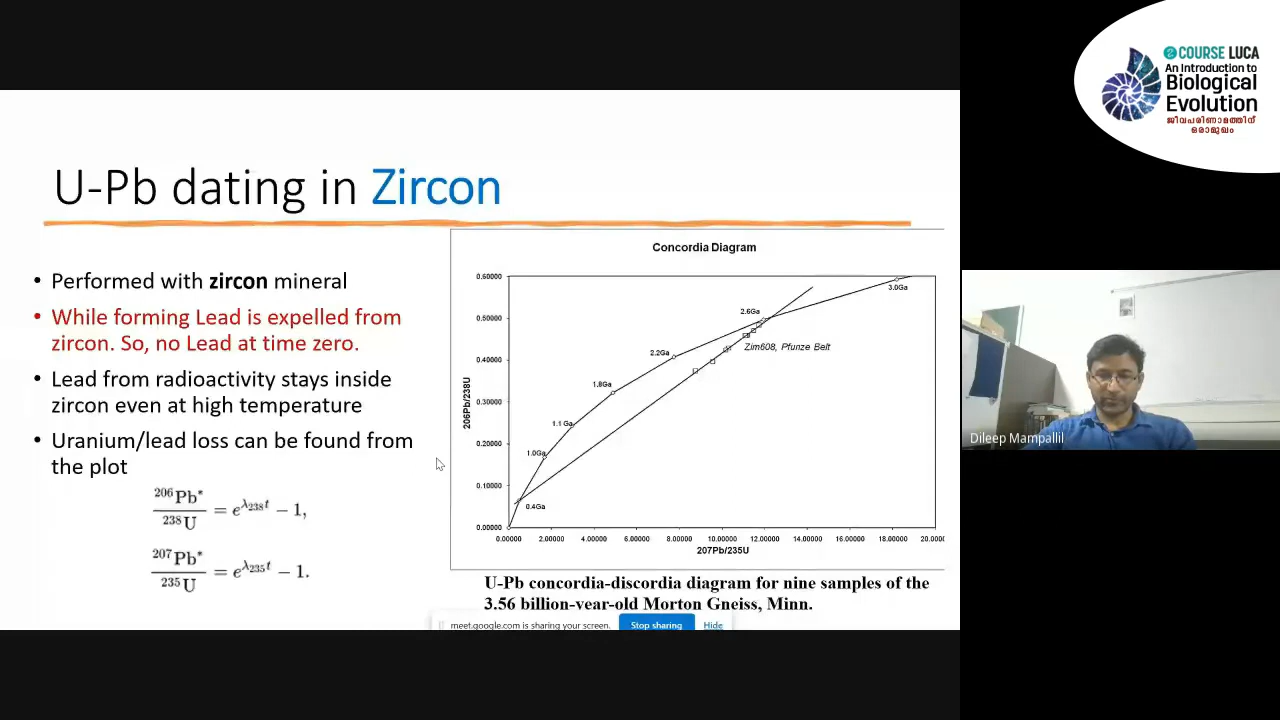 COURSE LUCA
An Introduction to
Biological
Evolution
ജീവപരിണാമത്തിന്
ഒരാമുഖം
U-Pb dating in Zircon
• Performed with zircon mineral
• While forming Lead is expelled from
zircon. So, no Lead at time zero.
• Lead from radioactivity stays inside
zircon even at high temperature
• Uranium/lead loss can be found from
the plot
²⁰⁶Pb*/²³⁸U = e^λ₂₃₈t − 1,
²⁰⁷Pb*/²³⁵U = e^λ₂₃₅t − 1.
Concordia Diagram
206Pb/238U
0.60000
0.50000
0.40000
0.30000
0.20000
0.10000
0.00000
3.0Ga
2.6Ga
Zim608, Pfunze Belt
2.2Ga
1.8Ga
1.1 Ga
1.0Ga
0.4Ga
0.00000 2.00000 4.00000 6.00000 8.00000 10.00000 12.00000 14.00000 16.00000 18.00000 20.0000
207Pb/235U
U-Pb concordia-discordia diagram for nine samples of the
3.56 billion-year-old Morton Gneiss, Minn.
meet.google.com is sharing your screen. Stop sharing Hide
Dileep Mampallil